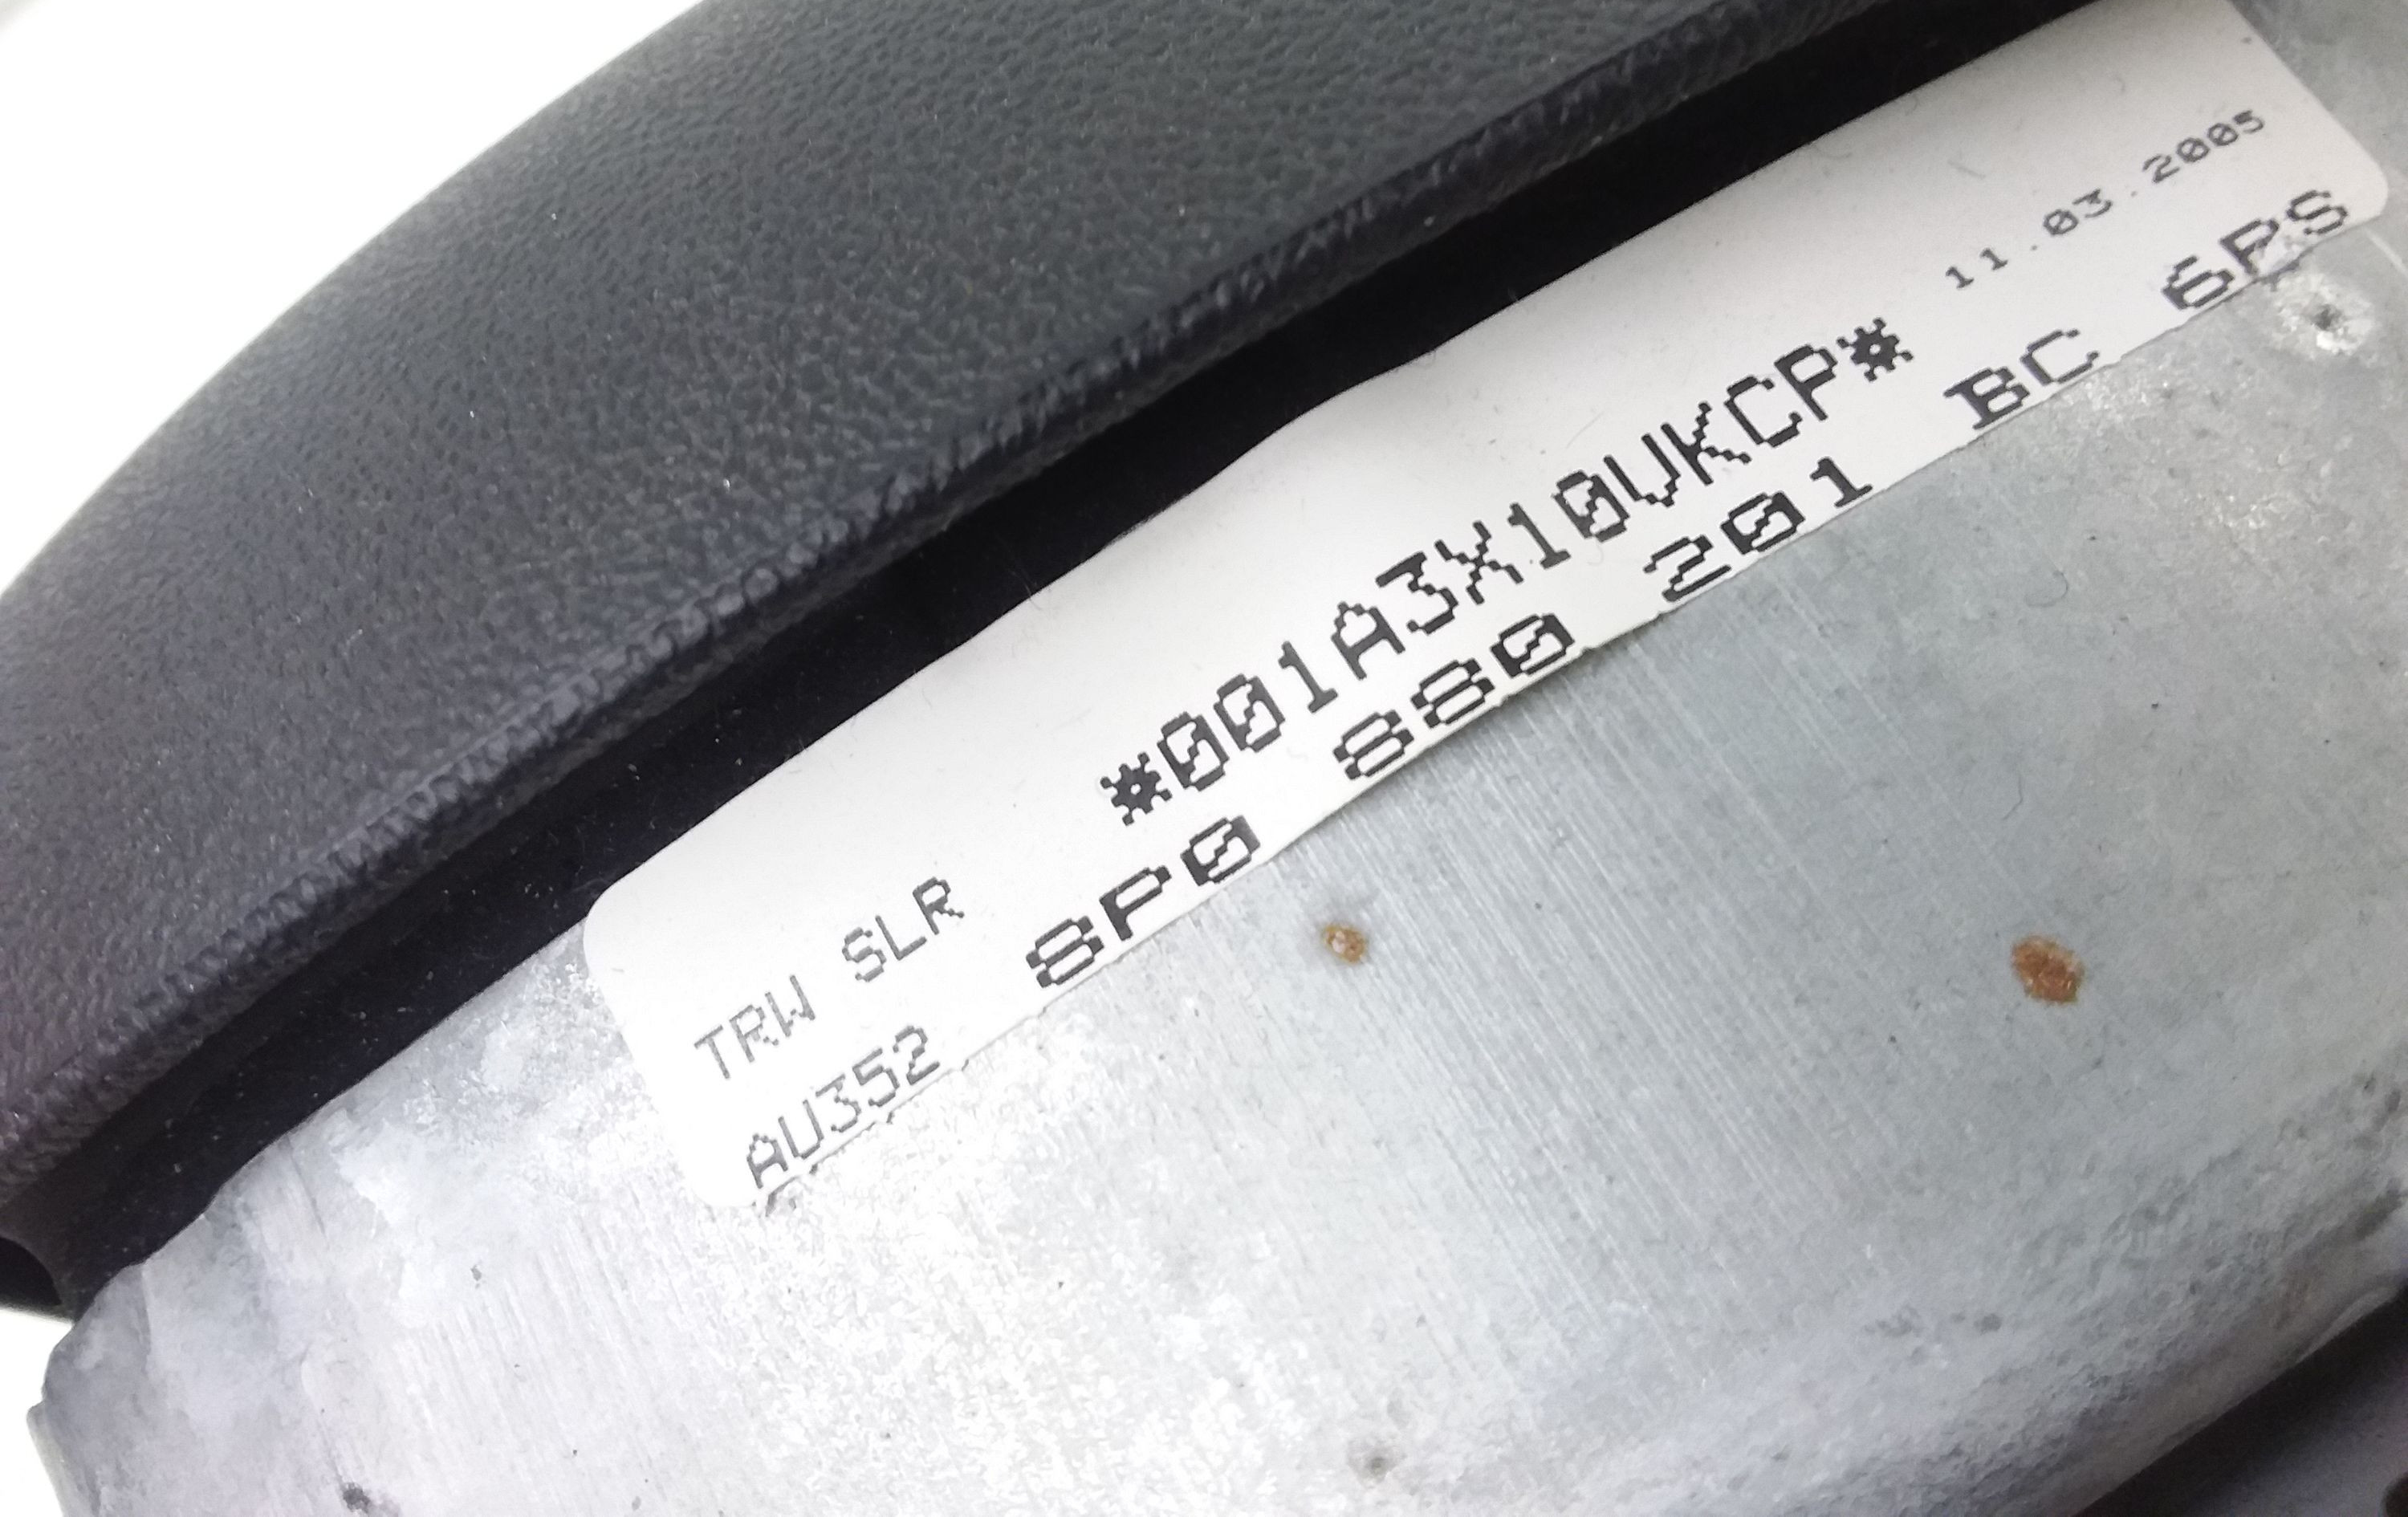 11.03.2005
TRW SLR *001A3X10VKCP*
AU352 8P0 880 201 BC 6PS